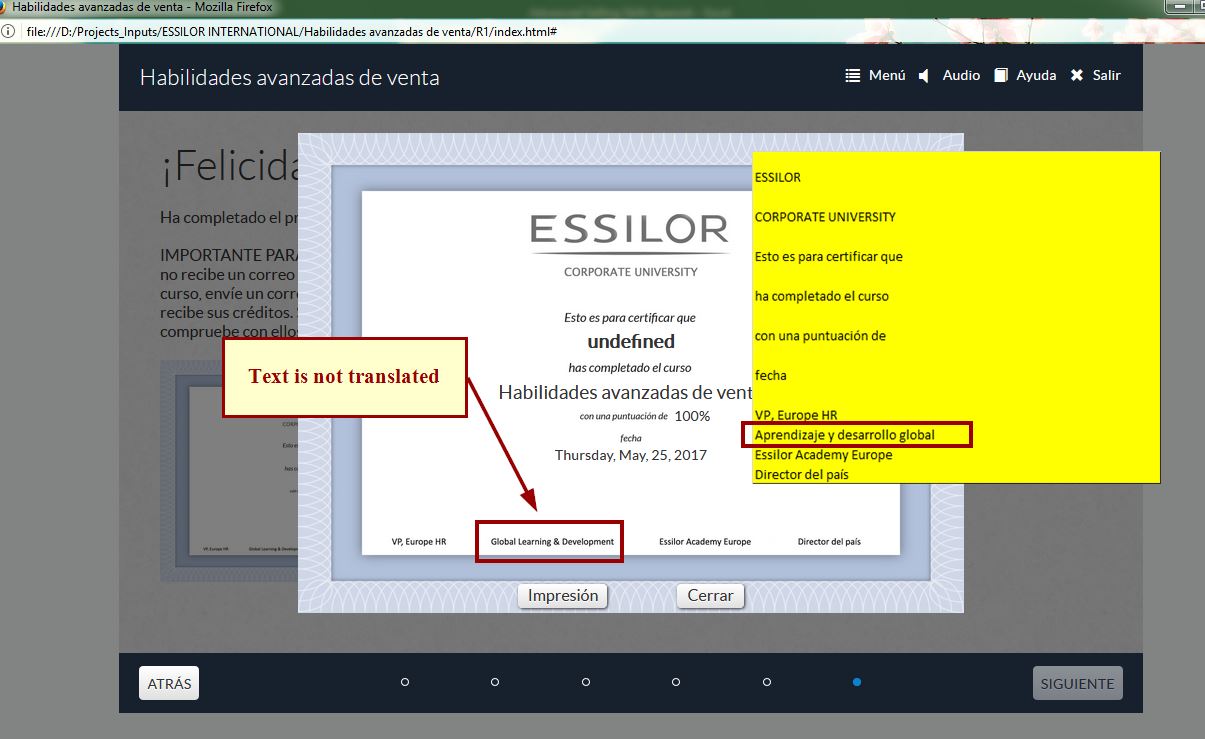 Habilidades avanzadas de venta - Mozilla Firefox
file:///D:/Projects_Inputs/ESSILOR INTERNATIONAL/Habilidades avanzadas de venta/R1/index.html#
Habilidades avanzadas de venta
Menú Audio Ayuda Salir
¡Felicida
Ha completado el pr
IMPORTANTE PARA
no recibe un correo
curso, envíe un corr
recibe sus créditos.
compruebe con ello
ESSILOR
CORPORATE UNIVERSITY
Esto es para certificar que
undefined
has completado el curso
Habilidades avanzadas de vent
con una puntuación de 100%
fecha
Thursday, May, 25, 2017
VP, Europe HR Global Learning & Development Essilor Academy Europe Director del país
Text is not translated
ESSILOR
CORPORATE UNIVERSITY
Esto es para certificar que
ha completado el curso
con una puntuación de
fecha
VP, Europe HR
Aprendizaje y desarrollo global
Essilor Academy Europe
Director del país
VP, Europe HR
Impresión Cerrar
ATRÁS SIGUIENTE